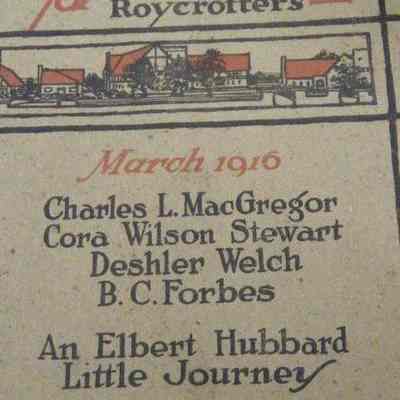 Roycrofters
March 1916
Charles L. MacGregor
Cora Wilson Stewart
Deshler Welch
B. C. Forbes
An Elbert Hubbard
Little Journey